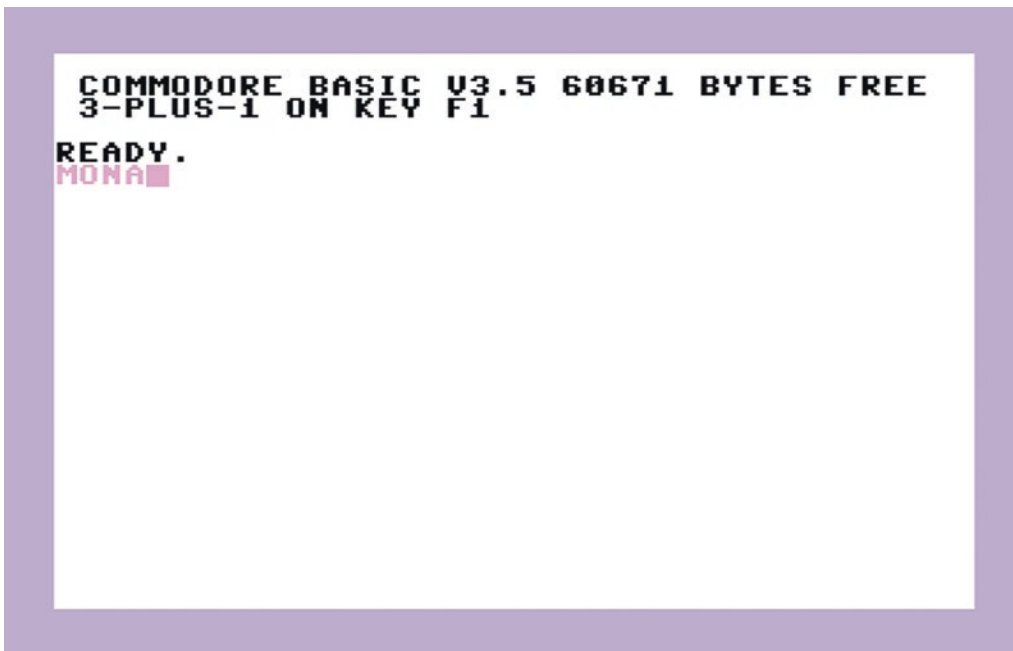 COMMODORE BASIC V3.5 60671 BYTES FREE
3-PLUS-1 ON KEY F1
READY.
MONA